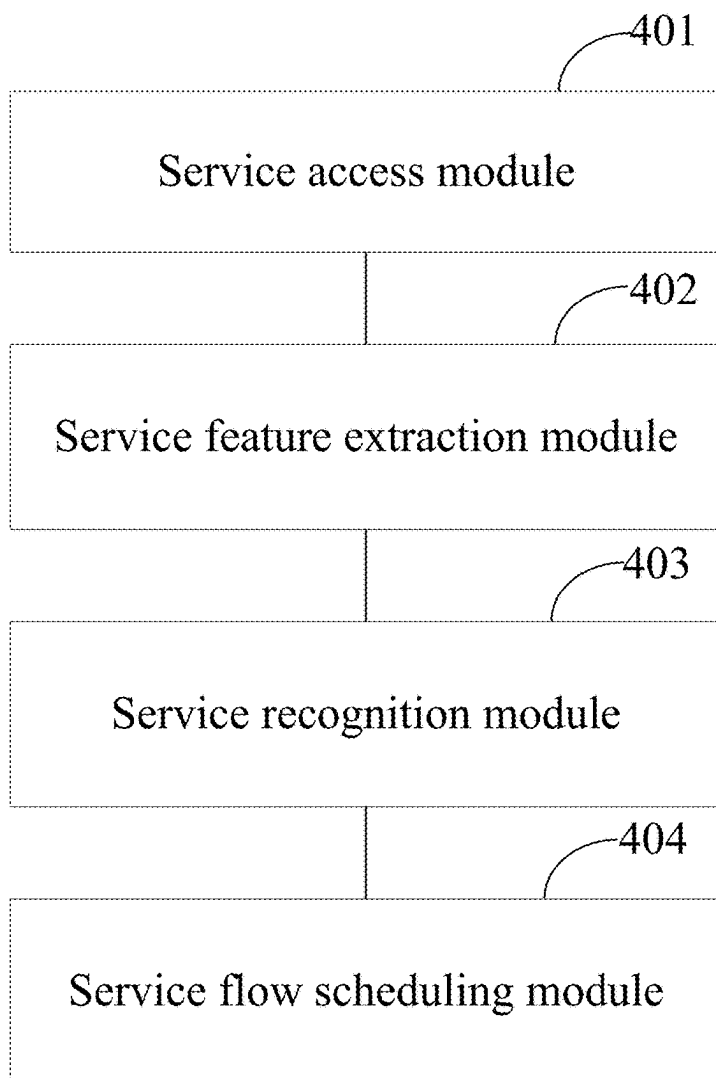 401
Service access module
402
Service feature extraction module
403
Service recognition module
404
Service flow scheduling module